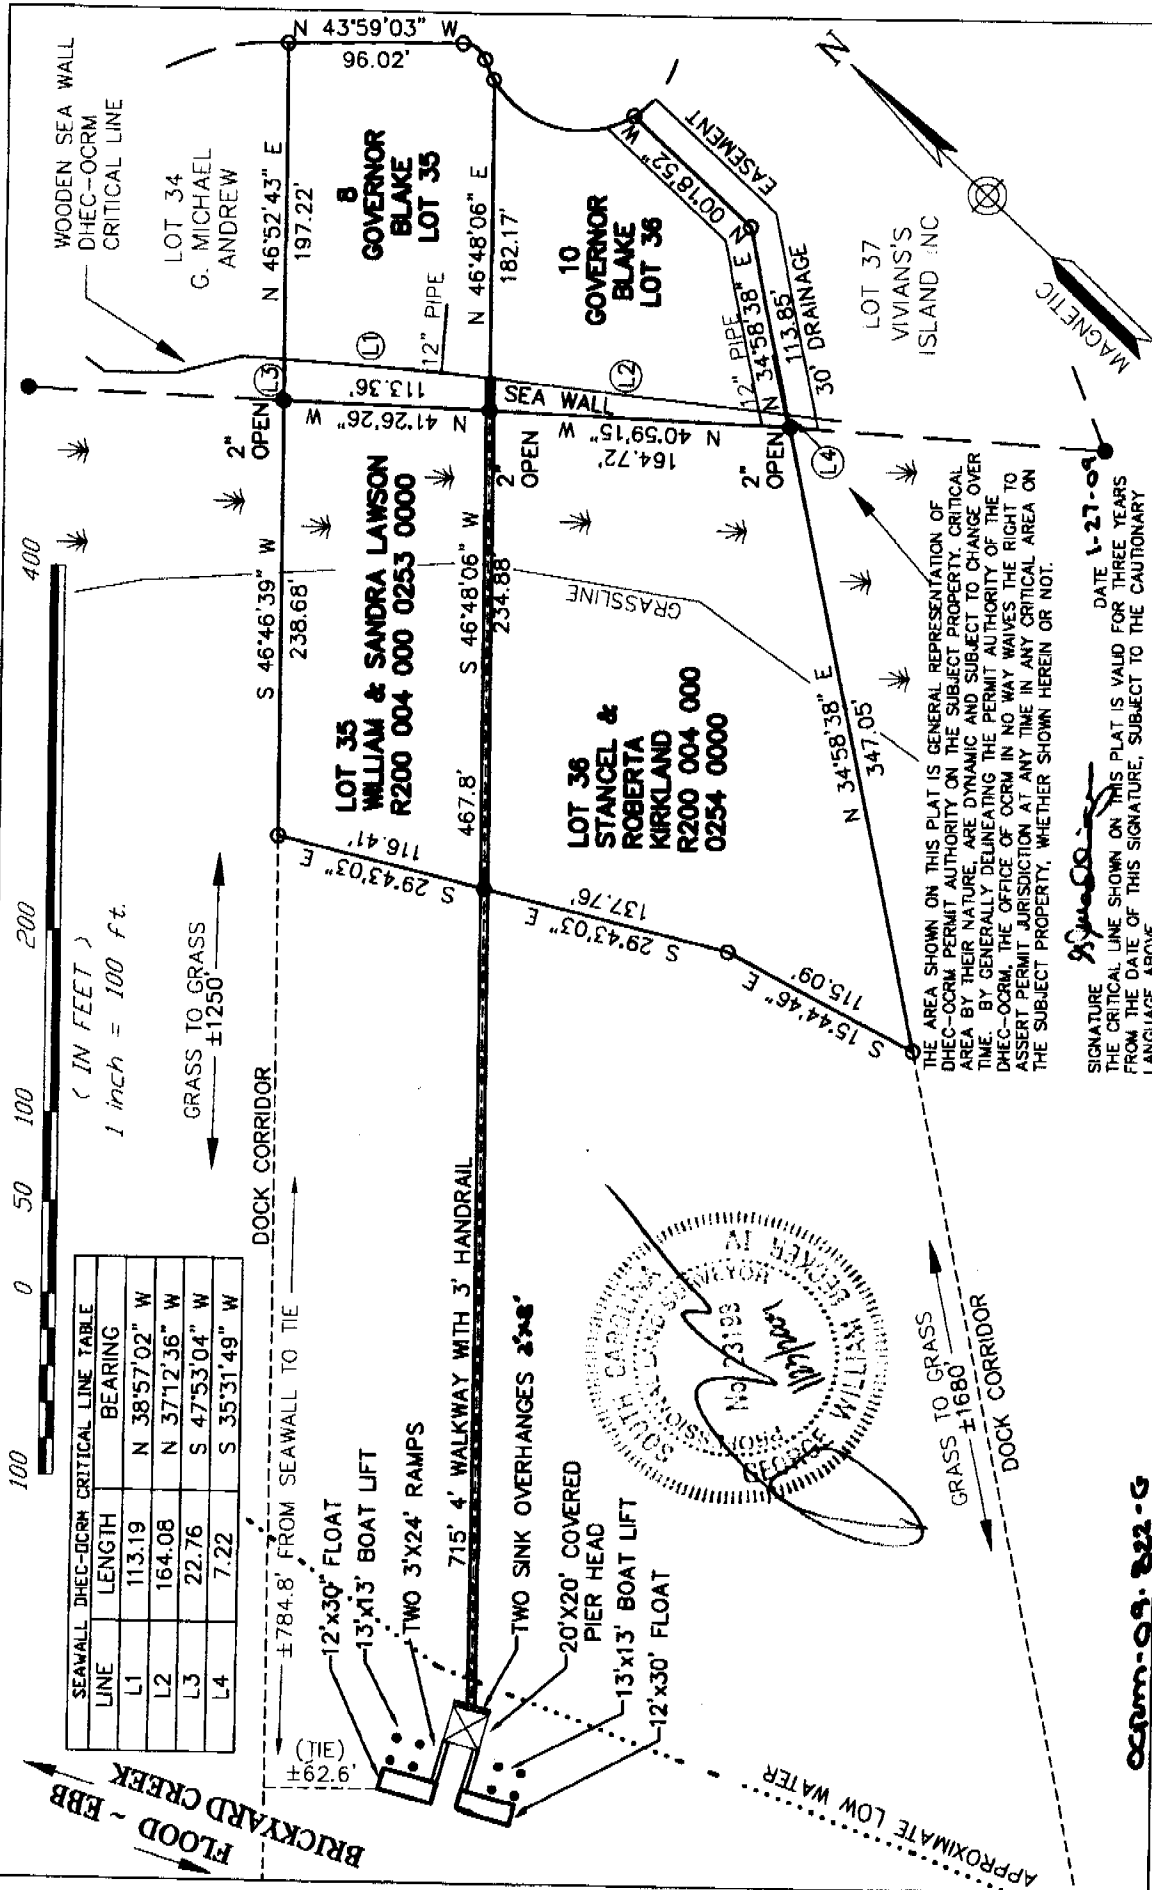 100 50 0 50 100 200 400
( IN FEET )
1 inch = 100 ft.
SEAWALL DHEC-OCRM CRITICAL LINE TABLE
LINE LENGTH BEARING
L1 113.19 N 38°57'02" W
L2 164.08 N 37°12'36" W
L3 22.76 S 47°53'04" W
L4 7.22 S 35°31'49" W
GRASS TO GRASS
±1250'
DOCK CORRIDOR
±784.8' FROM SEAWALL TO TIE
(TIE)
±62.6'
BRICKYARD CREEK
FLOOD ~ EBB
12'x30' FLOAT
13'x13' BOAT LIFT
TWO 3'X24' RAMPS
715' 4' WALKWAY WITH 3' HANDRAIL
TWO SINK OVERHANGES 2'x8'
20'X20' COVERED
PIER HEAD
13'x13' BOAT LIFT
12'x30' FLOAT
APPROXIMATE LOW WATER
WOODEN SEA WALL
DHEC-OCRM
CRITICAL LINE
LOT 34
G. MICHAEL
ANDREW
N 43°59'03" W
96.02'
N 46°52'43" E
197.22'
8
GOVERNOR
BLAKE
LOT 35
N 46°48'06" E
182.17'
12" PIPE
L1
L3
113.36'
N 41°26'26" W
2"
OPEN
SEA WALL
10
GOVERNOR
BLAKE
LOT 36
L2
N 40°59'15" W
164.72'
2"
OPEN
2"
OPEN
L4
12" PIPE
N 34°58'38" E
113.85'
30' DRAINAGE
EASEMENT
N 00°18'52" W
LOT 37
VIVIANS'S
ISLAND INC
N
MAGNETIC
S 46°46'39" W
238.68'
LOT 35
WILLIAM & SANDRA LAWSON
R200 004 000 0253 0000
S 46°48'06" W
234.88'
467.8'
GRASSLINE
S 29°43'03" E
116.41'
LOT 36
STANCEL &
ROBERTA
KIRKLAND
R200 004 000
0254 0000
S 29°43'03" E
137.76'
S 15°44'46" E
115.09'
N 34°58'38" E
347.05'
THE AREA SHOWN ON THIS PLAT IS GENERAL REPRESENTATION OF
DHEC-OCRM PERMIT AUTHORITY ON THE SUBJECT PROPERTY. CRITICAL
AREA BY THEIR NATURE, ARE DYNAMIC AND SUBJECT TO CHANGE OVER
TIME. BY GENERALLY DELINEATING THE PERMIT AUTHORITY OF THE
DHEC-OCRM, THE OFFICE OF OCRM IN NO WAY WAIVES THE RIGHT TO
ASSERT PERMIT JURISDICTION AT ANY TIME IN ANY CRITICAL AREA ON
THE SUBJECT PROPERTY, WHETHER SHOWN HEREIN OR NOT.
SIGNATURE DATE 1-27-09
THE CRITICAL LINE SHOWN ON THIS PLAT IS VALID FOR THREE YEARS
FROM THE DATE OF THIS SIGNATURE, SUBJECT TO THE CAUTIONARY
LANGUAGE ABOVE
SOUTH CAROLINA
PROFESSIONAL LAND SURVEYOR
No. 23198
GEORGE WILLIAM BECKER IV
GRASS TO GRASS
±1680'
DOCK CORRIDOR
OCRM-09-822-G